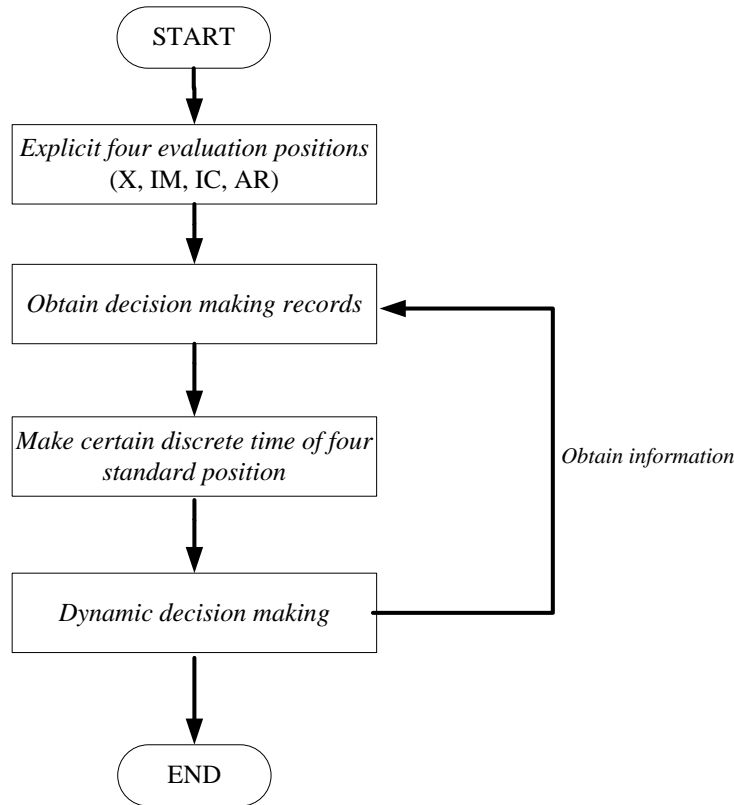 START
Explicit four evaluation positions
(X, IM, IC, AR)
Obtain decision making records
Make certain discrete time of four
standard position
Obtain information
Dynamic decision making
END